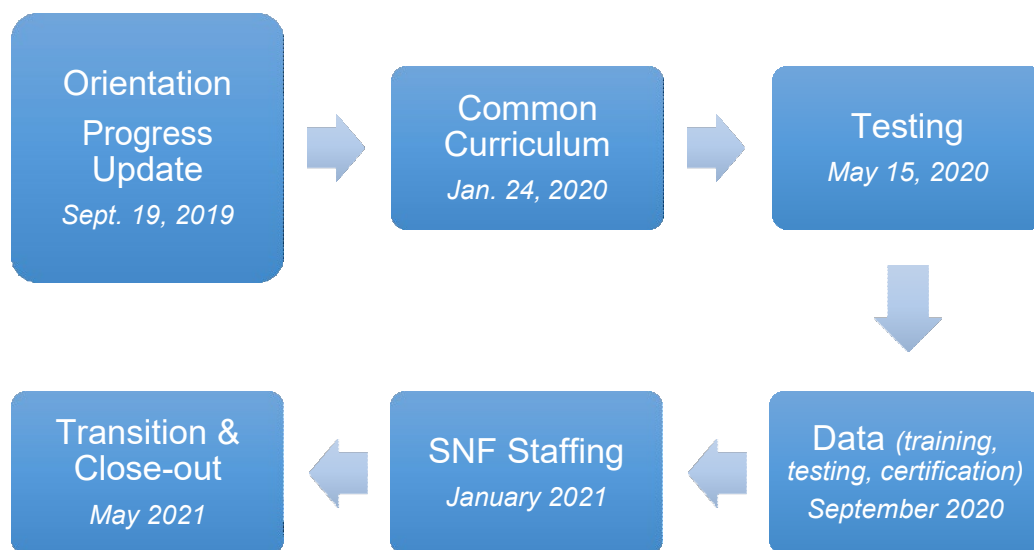 Orientation
Progress
Update
Sept. 19, 2019
Common
Curriculum
Jan. 24, 2020
Testing
May 15, 2020
Data (training,
testing, certification)
September 2020
SNF Staffing
January 2021
Transition &
Close-out
May 2021